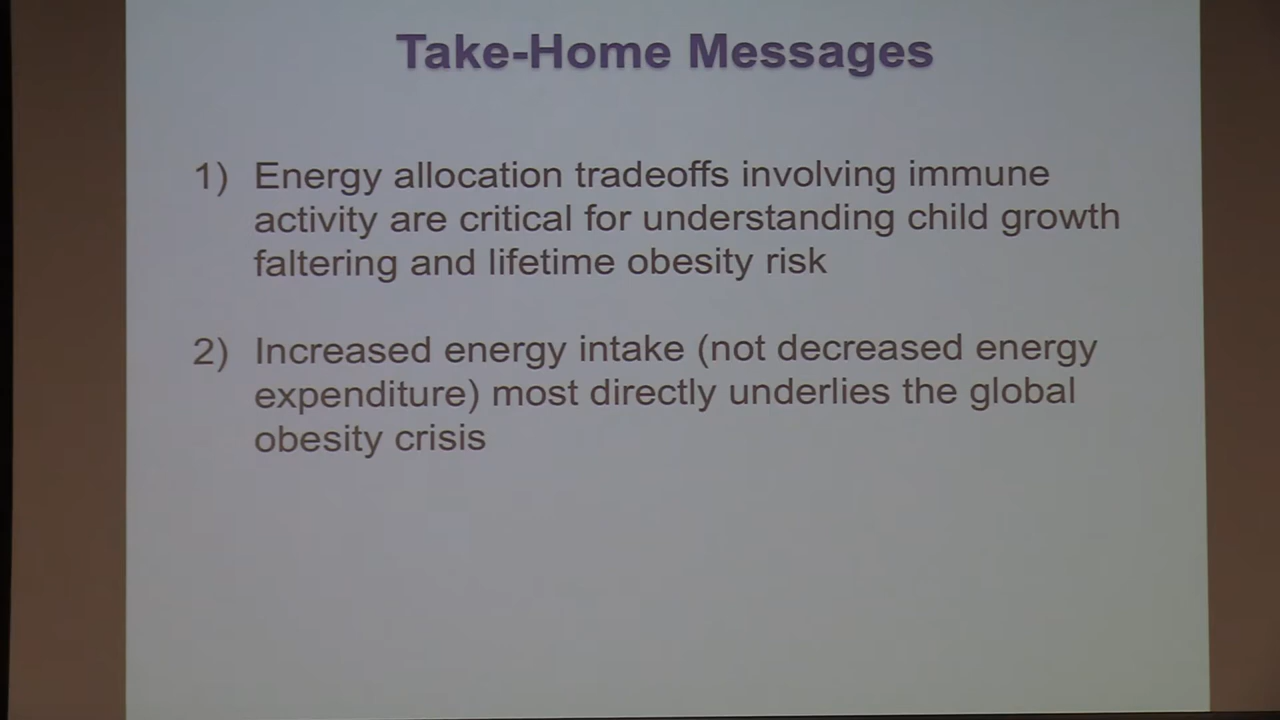 Take-Home Messages
1) Energy allocation tradeoffs involving immune
activity are critical for understanding child growth
faltering and lifetime obesity risk
2) Increased energy intake (not decreased energy
expenditure) most directly underlies the global
obesity crisis